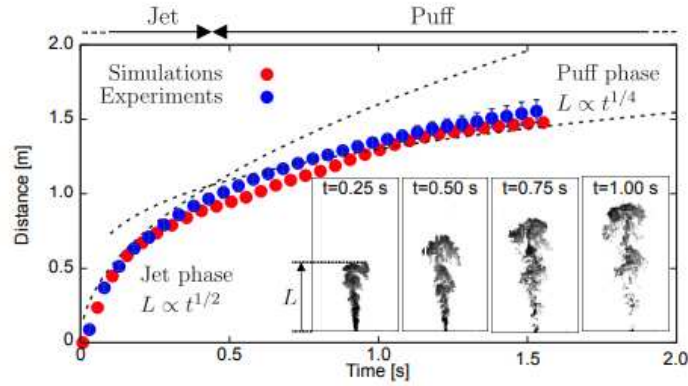 Jet Puff
Simulations
Experiments
Puff phase
L ∝ t^{1/4}
Jet phase
L ∝ t^{1/2}
t=0.25 s t=0.50 s t=0.75 s t=1.00 s
L
Distance [m]
2.0
1.5
1.0
0.5
0
0 0.5 1.0 1.5 2.0
Time [s]